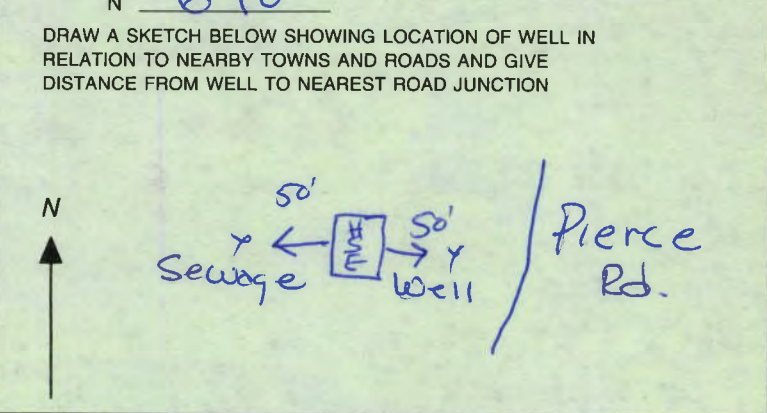 N
DRAW A SKETCH BELOW SHOWING LOCATION OF WELL IN
RELATION TO NEARBY TOWNS AND ROADS AND GIVE
DISTANCE FROM WELL TO NEAREST ROAD JUNCTION
N
50'
HSE
50'
Sewage
Well
Pierce
Rd.